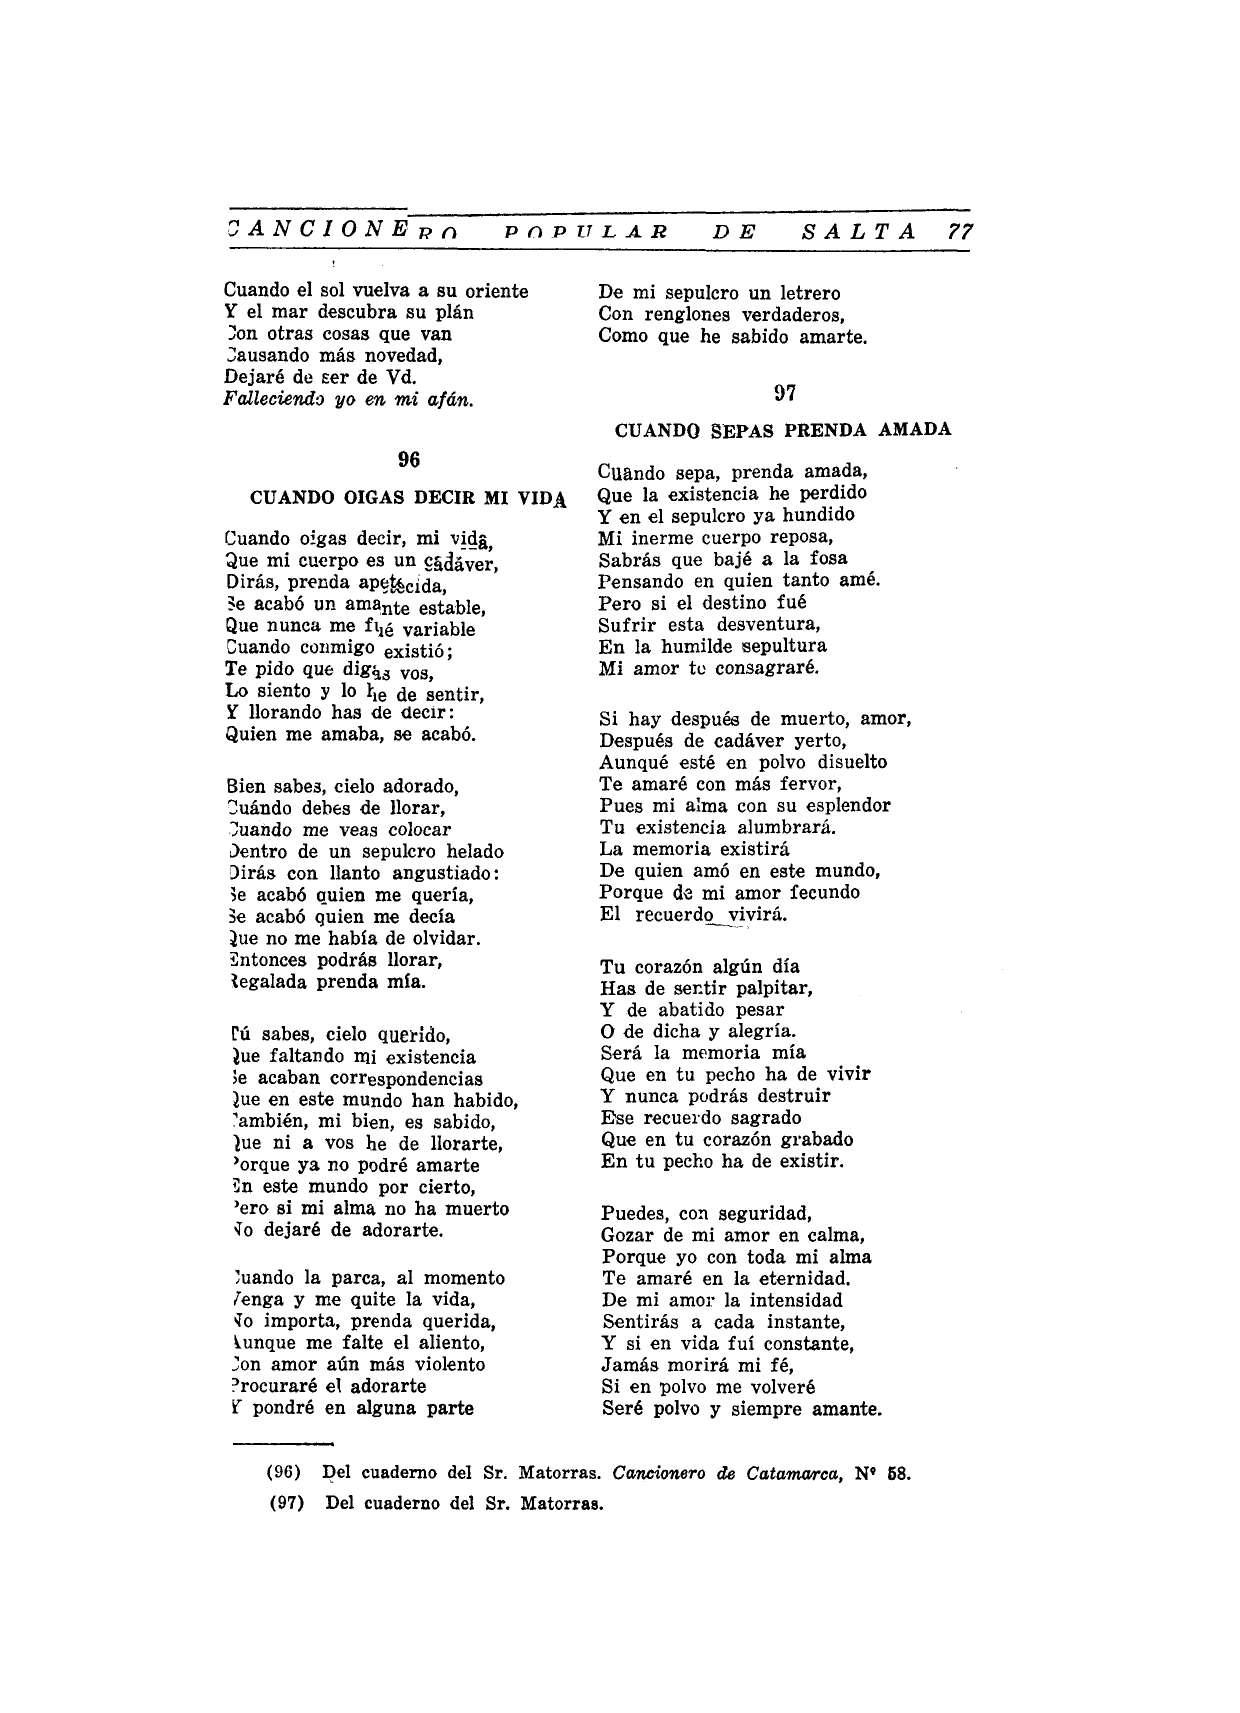 CANCIONERO POPULAR DE SALTA 77
Cuando el sol vuelva a su oriente
Y el mar descubra su plán
Con otras cosas que van
Causando más novedad,
Dejaré de ser de Vd.
Falleciendo yo en mi afán.
96
CUANDO OIGAS DECIR MI VIDA
Cuando oigas decir, mi vida,
Que mi cuerpo es un cádáver,
Dirás, prenda apetecida,
Se acabó un amante estable,
Que nunca me fué variable
Cuando conmigo existió;
Te pido que digas vos,
Lo siento y lo he de sentir,
Y llorando has de decir:
Quien me amaba, se acabó.
Bien sabes, cielo adorado,
Cuándo debes de llorar,
Cuando me veas colocar
Dentro de un sepulcro helado
Dirás con llanto angustiado:
Se acabó quien me quería,
Se acabó quien me decía
Que no me había de olvidar.
Entonces podrás llorar,
Regalada prenda mía.
Tú sabes, cielo querido,
Que faltando mi existencia
Se acaban correspondencias
Que en este mundo han habido,
También, mi bien, es sabido,
Que ni a vos he de llorarte,
Porque ya no podré amarte
En este mundo por cierto,
Pero si mi alma no ha muerto
No dejaré de adorarte.
Cuando la parca, al momento
Venga y me quite la vida,
No importa, prenda querida,
Aunque me falte el aliento,
Con amor aún más violento
Procuraré el adorarte
Y pondré en alguna parte
De mi sepulcro un letrero
Con renglones verdaderos,
Como que he sabido amarte.
97
CUANDO SEPAS PRENDA AMADA
Cuando sepa, prenda amada,
Que la existencia he perdido
Y en el sepulcro ya hundido
Mi inerme cuerpo reposa,
Sabrás que bajé a la fosa
Pensando en quien tanto amé.
Pero si el destino fué
Sufrir esta desventura,
En la humilde sepultura
Mi amor te consagraré.
Si hay después de muerto, amor,
Después de cadáver yerto,
Aunqué esté en polvo disuelto
Te amaré con más fervor,
Pues mi alma con su esplendor
Tu existencia alumbrará.
La memoria existirá
De quien amó en este mundo,
Porque de mi amor fecundo
El recuerdo vivirá.
Tu corazón algún día
Has de sentir palpitar,
Y de abatido pesar
O de dicha y alegría.
Será la memoria mía
Que en tu pecho ha de vivir
Y nunca podrás destruir
Ese recuerdo sagrado
Que en tu corazón grabado
En tu pecho ha de existir.
Puedes, con seguridad,
Gozar de mi amor en calma,
Porque yo con toda mi alma
Te amaré en la eternidad.
De mi amor la intensidad
Sentirás a cada instante,
Y si en vida fuí constante,
Jamás morirá mi fé,
Si en polvo me volveré
Seré polvo y siempre amante.
(96) Del cuaderno del Sr. Matorras. Cancionero de Catamarca, Nº 58.
(97) Del cuaderno del Sr. Matorras.